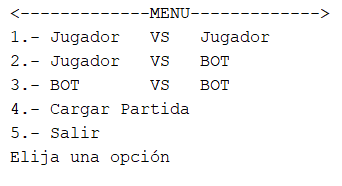 <-------------MENU------------->
1.- Jugador   VS   Jugador
2.- Jugador   VS   BOT
3.- BOT       VS   BOT
4.- Cargar Partida
5.- Salir
Elija una opción